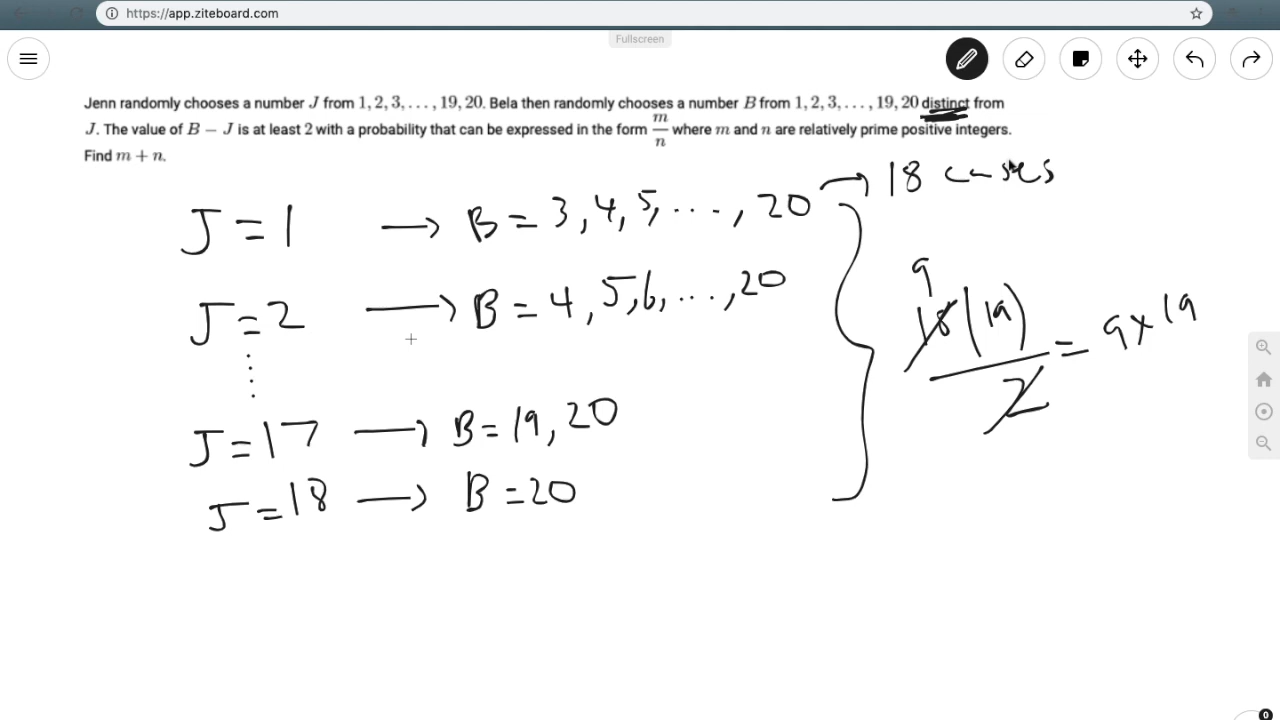 https://app.ziteboard.com
Fullscreen
Jenn randomly chooses a number J from 1, 2, 3, . . . , 19, 20. Bela then randomly chooses a number B from 1, 2, 3, . . . , 19, 20 distinct from
J. The value of B − J is at least 2 with a probability that can be expressed in the form m/n where m and n are relatively prime positive integers.
Find m + n.
→ 18 cases
J = 1 → B = 3, 4, 5, ..., 20
J = 2 → B = 4, 5, 6, ..., 20
9
18(19)/2 = 9 × 19
J = 17 → B = 19, 20
J = 18 → B = 20
0